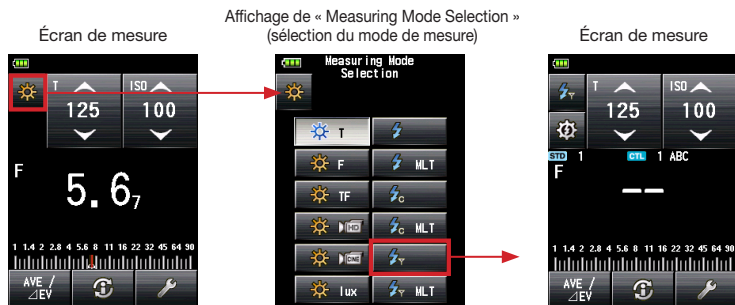 Écran de mesure
Affichage de « Measuring Mode Selection »
(sélection du mode de mesure)
Écran de mesure
T
125
ISO
100
F
5.67
1 1.4 2 2.8 4 5.6 8 11 16 22 32 45 64 90
AVE /
⊿EV
Measuring Mode
Selection
T
F
MLT
TF
C
HD
C MLT
CINE
Y
lux
Y MLT
Y
T
125
ISO
100
STD 1
CTL 1 ABC
F
--
1 1.4 2 2.8 4 5.6 8 11 16 22 32 45 64 90
AVE /
⊿EV